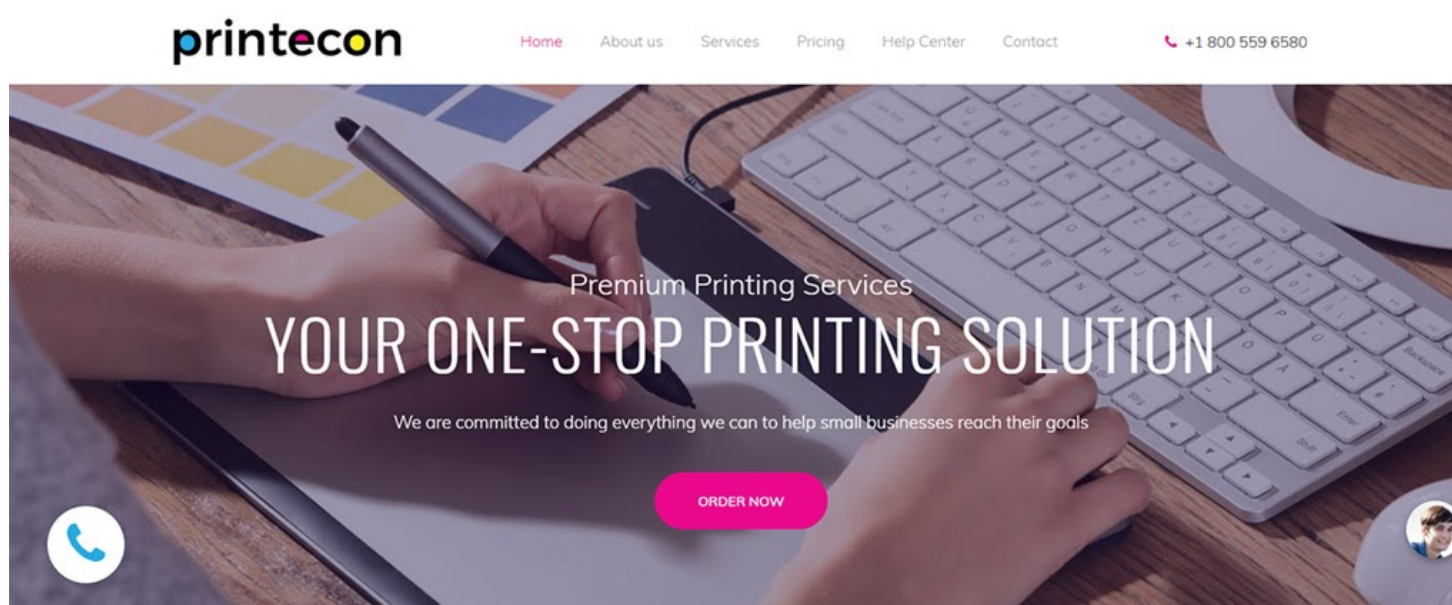 printecon
Home About us Services Pricing Help Center Contact
+1 800 559 6580
Premium Printing Services
YOUR ONE-STOP PRINTING SOLUTION
We are committed to doing everything we can to help small businesses reach their goals
ORDER NOW
Backspace
Enter